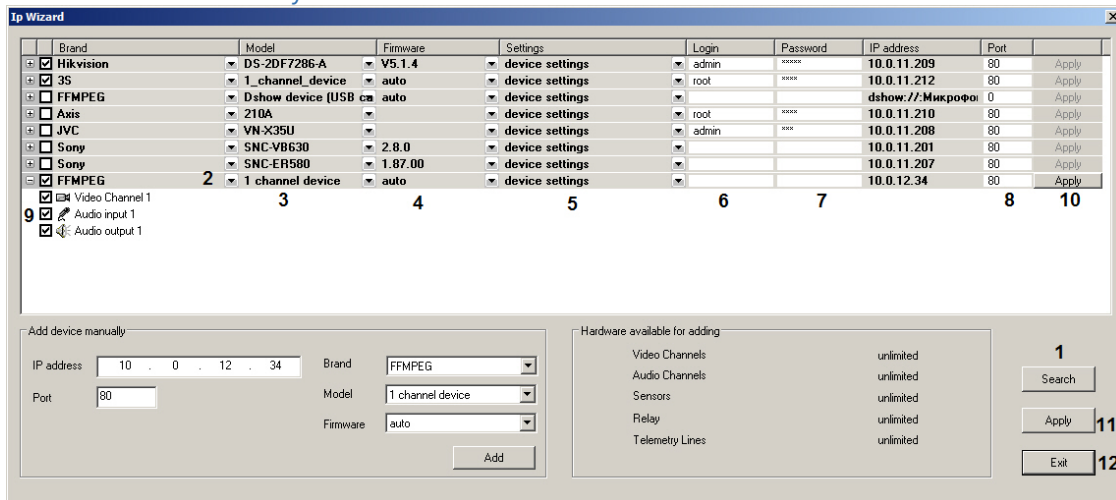 Ip Wizard
Brand Model Firmware Settings Login Password IP address Port
Hikvision DS-2DF7286-A V5.1.4 device settings admin ***** 10.0.11.209 80 Apply
3S 1_channel_device auto device settings root **** 10.0.11.212 80 Apply
FFMPEG Dshow device (USB ca auto device settings dshow://:Микрофо 0 Apply
Axis 210A device settings root **** 10.0.11.210 80 Apply
JVC VN-X35U device settings admin *** 10.0.11.208 80 Apply
Sony SNC-VB630 2.8.0 device settings 10.0.11.201 80 Apply
Sony SNC-ER580 1.87.00 device settings 10.0.11.207 80 Apply
FFMPEG 2 1 channel device auto device settings 10.0.12.34 80 Apply
Video Channel 1 3 4 5 6 7 8 10
9 Audio input 1
Audio output 1
Add device manually
IP address 10 . 0 . 12 . 34
Port 80
Brand FFMPEG
Model 1 channel device
Firmware auto
Add
Hardware available for adding
Video Channels unlimited
Audio Channels unlimited
Sensors unlimited
Relay unlimited
Telemetry Lines unlimited
1
Search
Apply 11
Exit 12